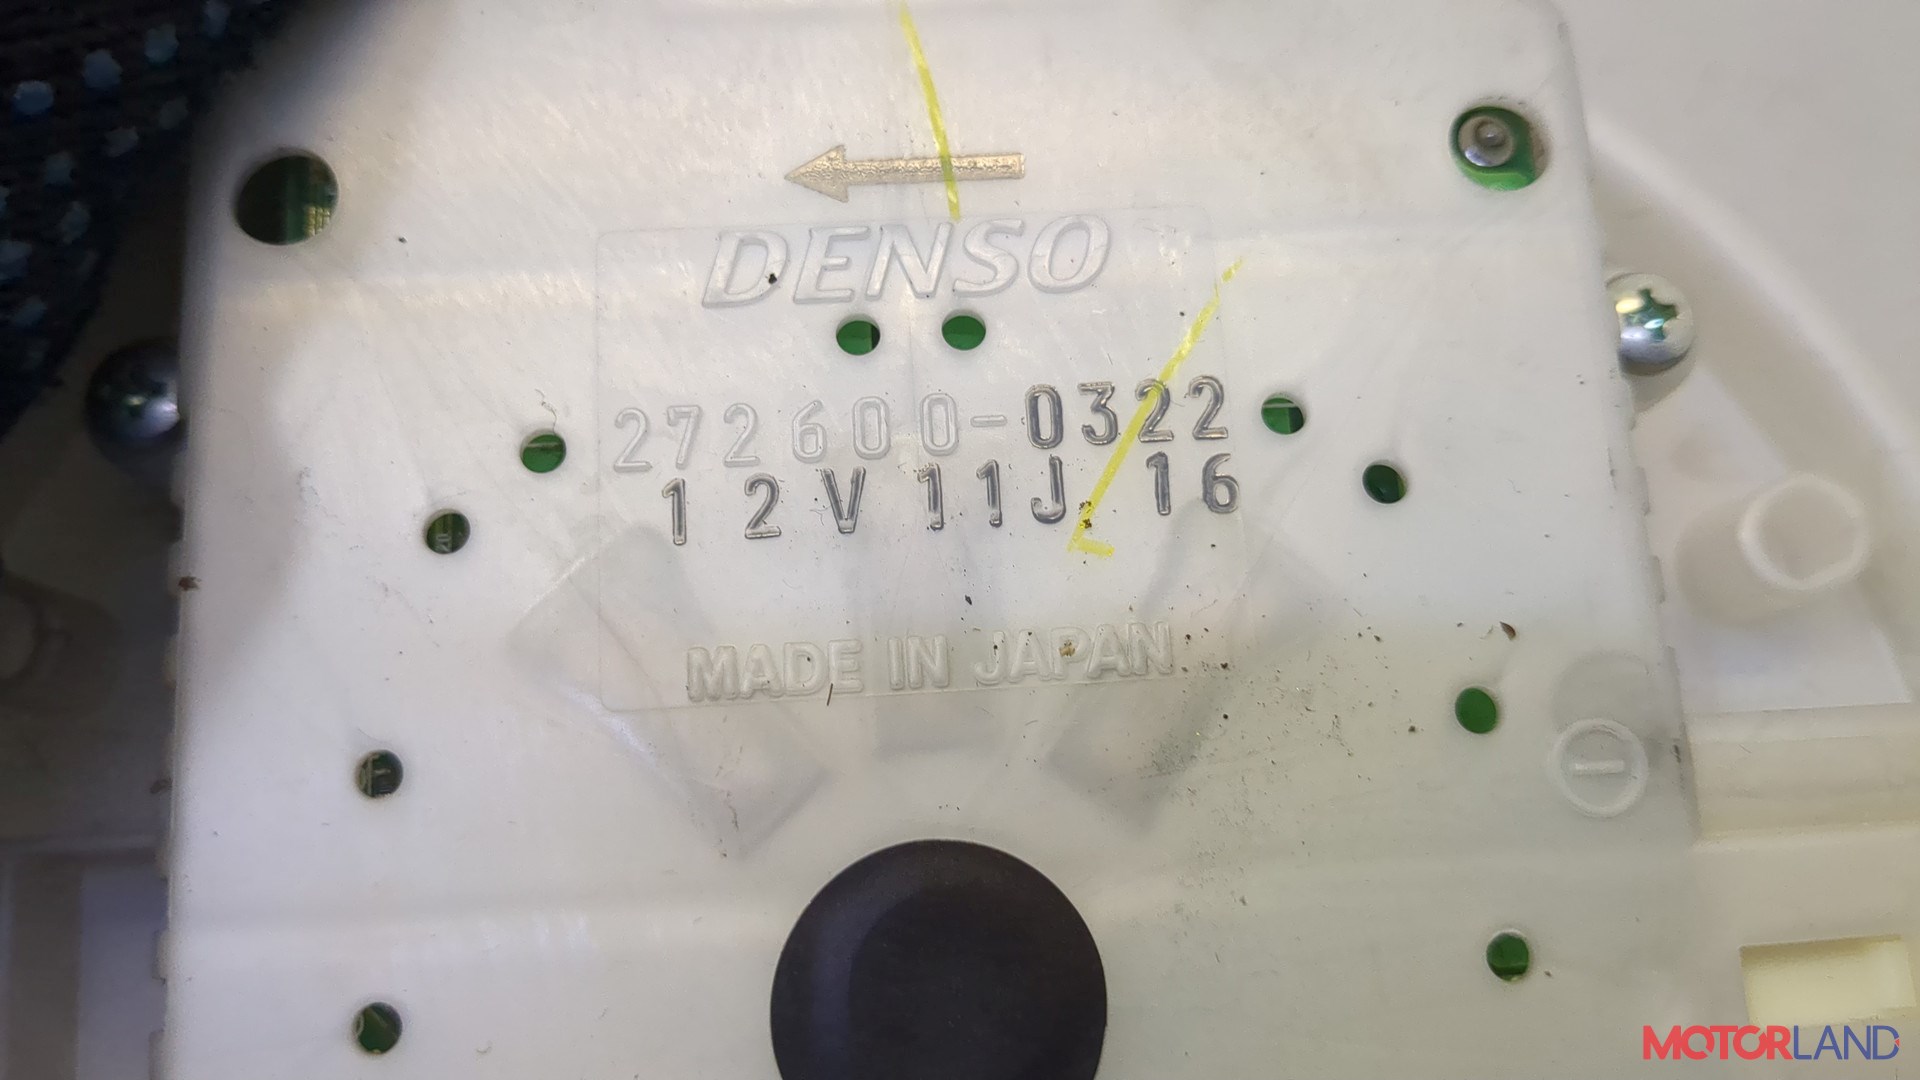 DENSO
272600-0322
12V 11J 16
MADE IN JAPAN
MOTORLAND